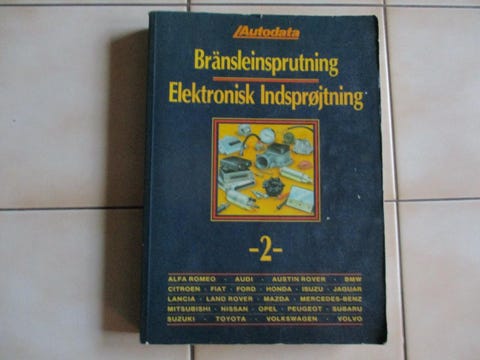 Autodata
Bränsleinsprutning
Elektronisk Indsprøjtning
-2-
ALFA ROMEO · AUDI · AUSTIN ROVER · BMW
CITROEN · FIAT · FORD · HONDA · ISUZU · JAGUAR
LANCIA · LAND ROVER · MAZDA · MERCEDES-BENZ
MITSUBISHI · NISSAN · OPEL · PEUGEOT · SUBARU
SUZUKI · TOYOTA · VOLKSWAGEN · VOLVO